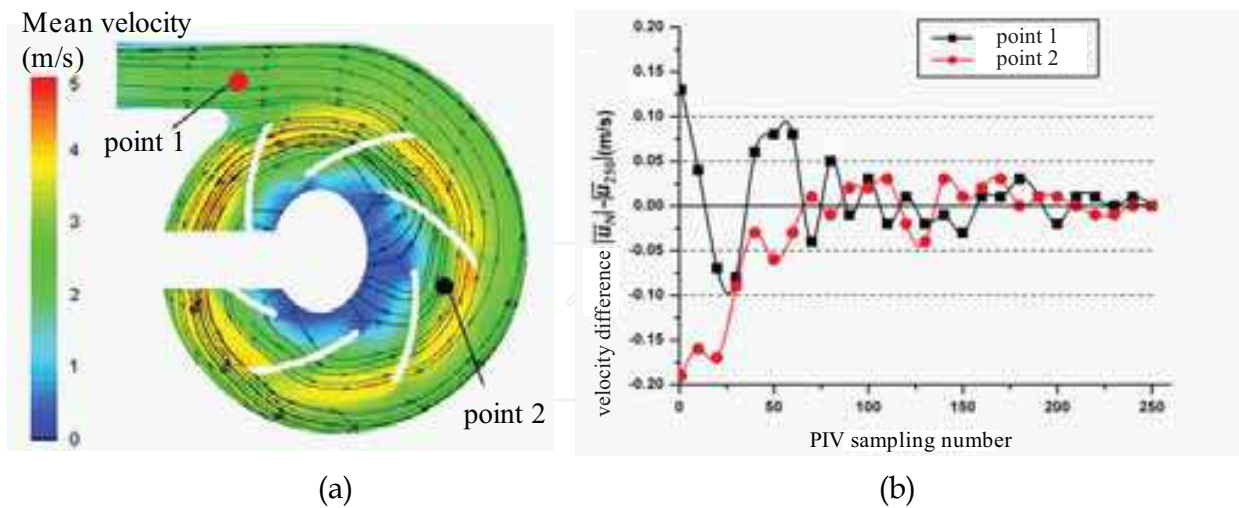 Mean velocity
(m/s)
5
4
3
2
1
0
point 1
point 2
(a)
velocity difference |u̅_N|-|u̅_250|(m/s)
0.20
0.15
0.10
0.05
0.00
-0.05
-0.10
-0.15
-0.20
0
50
100
150
200
250
PIV sampling number
point 1
point 2
(b)